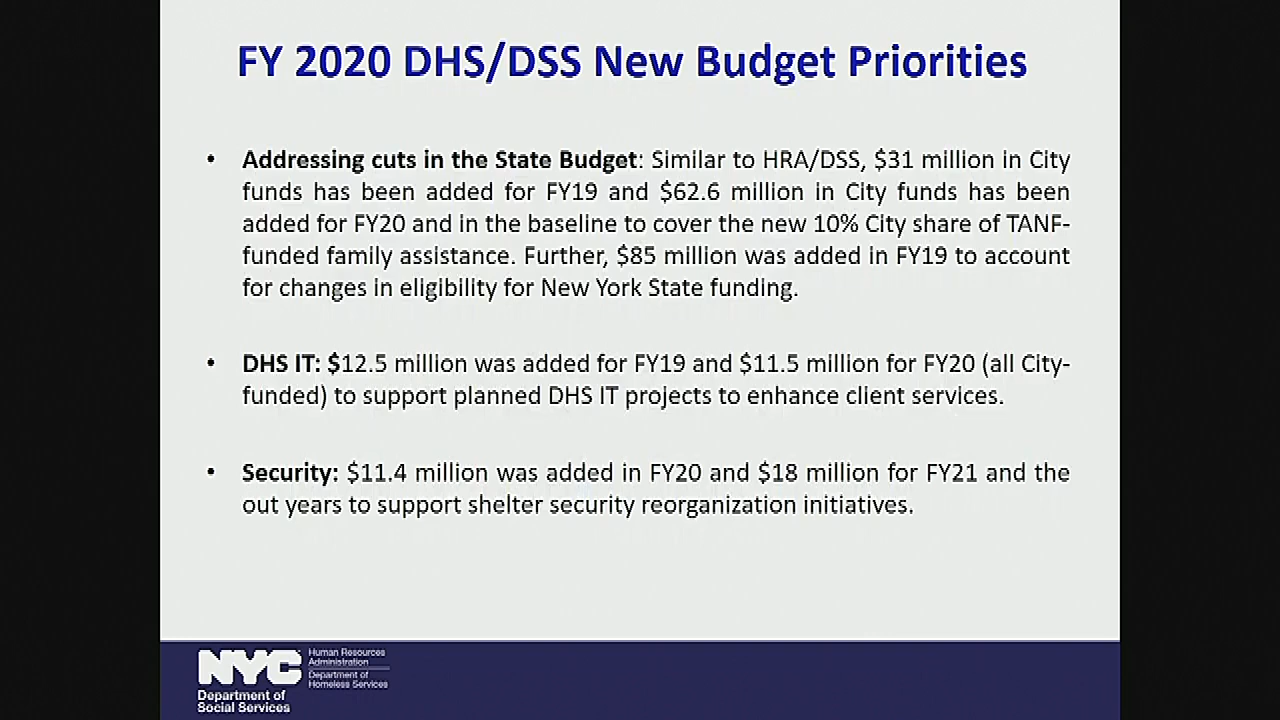 FY 2020 DHS/DSS New Budget Priorities
• Addressing cuts in the State Budget: Similar to HRA/DSS, $31 million in City
funds has been added for FY19 and $62.6 million in City funds has been
added for FY20 and in the baseline to cover the new 10% City share of TANF-
funded family assistance. Further, $85 million was added in FY19 to account
for changes in eligibility for New York State funding.
• DHS IT: $12.5 million was added for FY19 and $11.5 million for FY20 (all City-
funded) to support planned DHS IT projects to enhance client services.
• Security: $11.4 million was added in FY20 and $18 million for FY21 and the
out years to support shelter security reorganization initiatives.
NYC
Department of
Social Services
Human Resources
Administration
Department of
Homeless Services